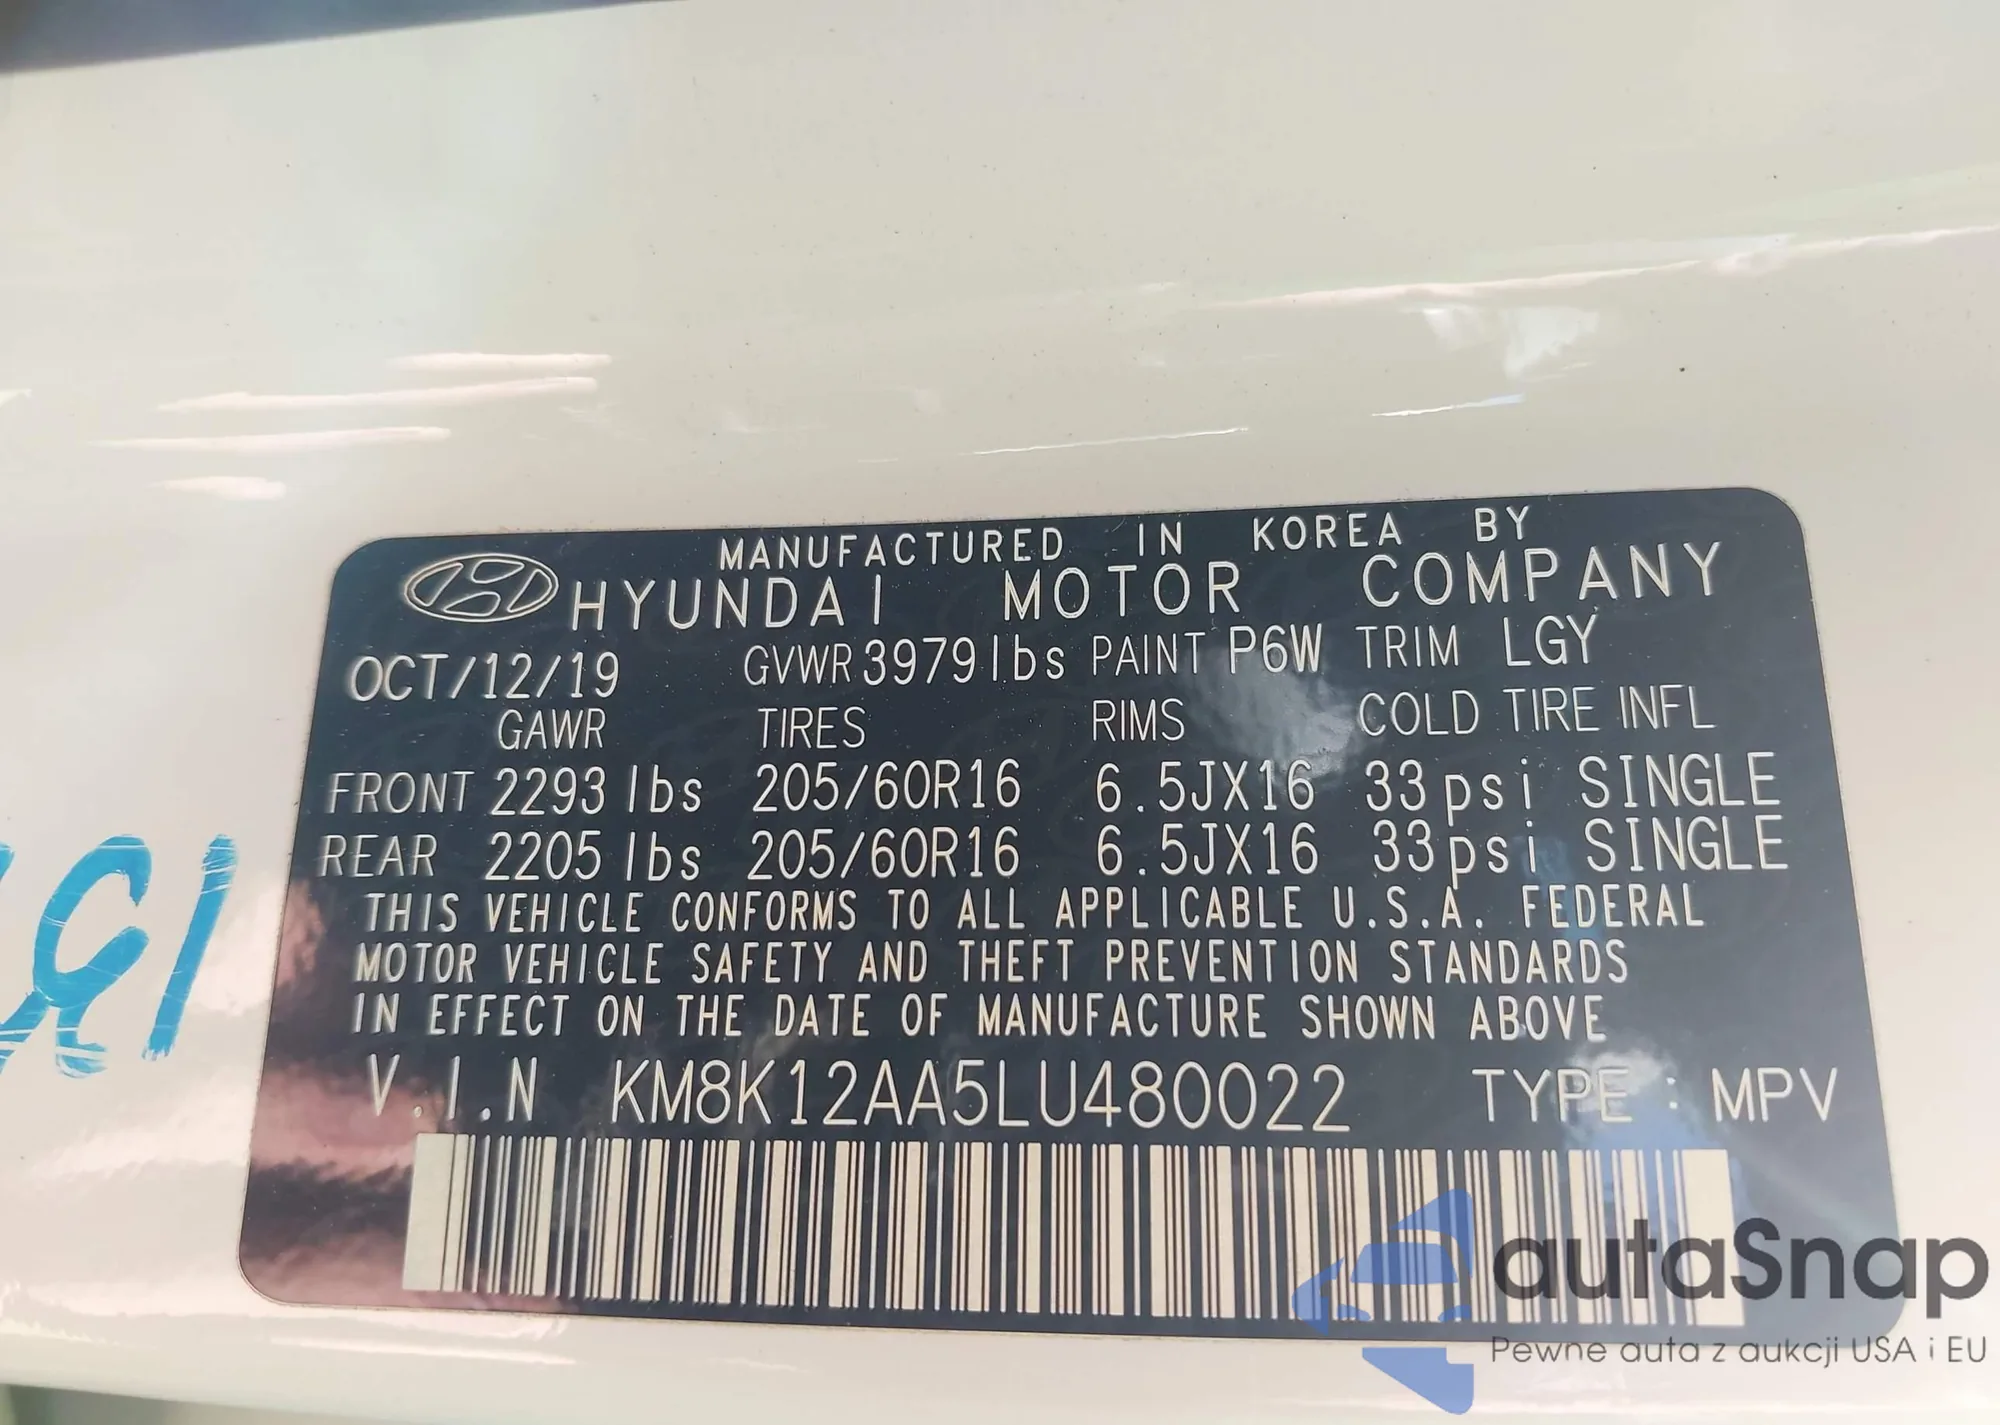 MANUFACTURED IN KOREA BY
HYUNDAI MOTOR COMPANY
OCT/12/19 GVWR 3979lbs PAINT P6W TRIM LGY
GAWR TIRES RIMS COLD TIRE INFL
FRONT 2293 lbs 205/60R16 6.5JX16 33psi SINGLE
REAR 2205 lbs 205/60R16 6.5JX16 33psi SINGLE
THIS VEHICLE CONFORMS TO ALL APPLICABLE U.S.A. FEDERAL
MOTOR VEHICLE SAFETY AND THEFT PREVENTION STANDARDS
IN EFFECT ON THE DATE OF MANUFACTURE SHOWN ABOVE
V.I.N KM8K12AA5LU480022 TYPE : MPV
autaSnap
Pewne auta z aukcji USA i EU